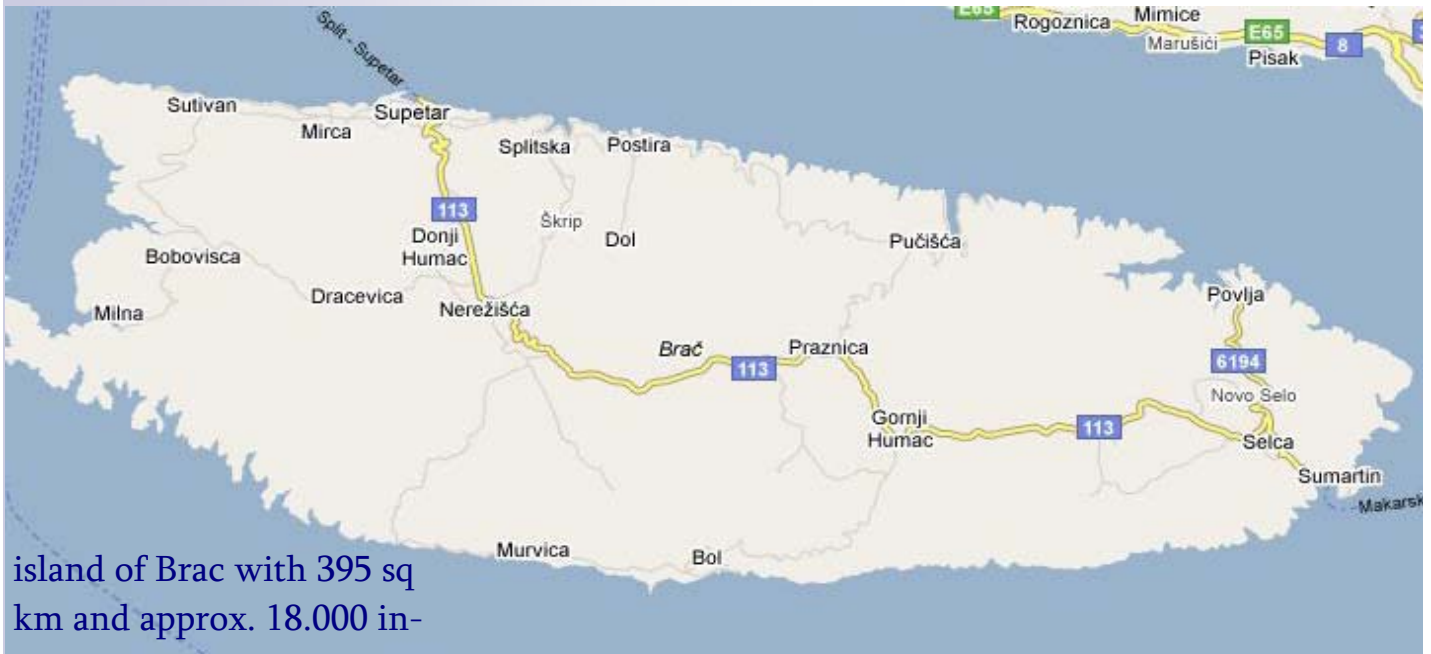 E65
Rogoznica
Mimice
Marušići
E65
Pisak
8
Split - Supetar
Sutivan
Mirca
Supetar
Splitska
Postira
113
Škrip
Donji
Humac
Dol
Pučišća
Bobovisca
Dracevica
Nerežišća
Milna
Povlja
Brač
113
Praznica
6194
Novo Selo
Gornji
Humac
113
Selca
Sumartin
Makarsk
Murvica
Bol
island of Brac with 395 sq
km and approx. 18.000 in-